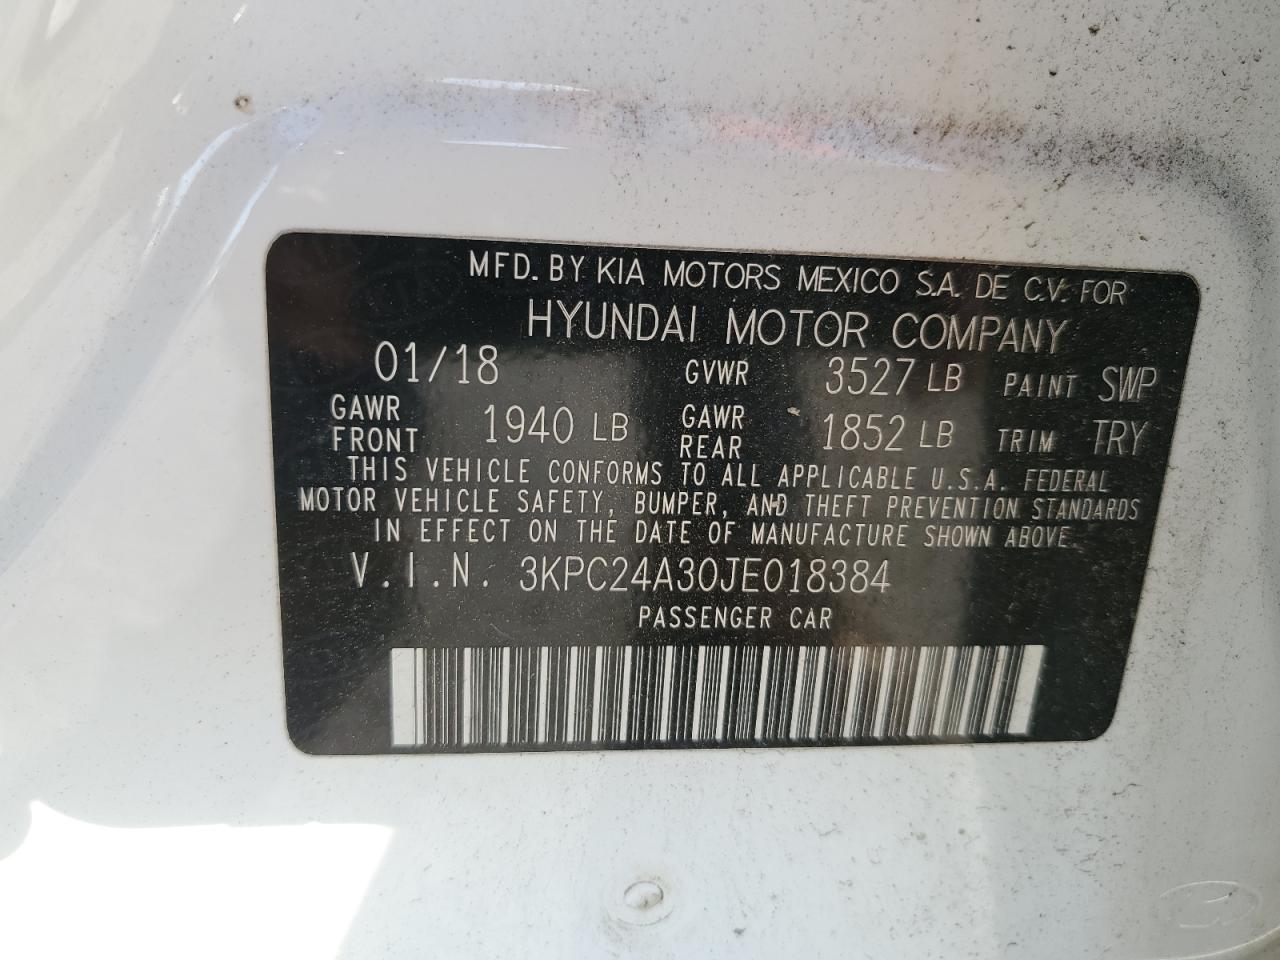 MFD. BY KIA MOTORS MEXICO S.A. DE C.V. FOR
HYUNDAI MOTOR COMPANY
01/18 GVWR 3527 LB PAINT SWP
GAWR FRONT 1940 LB GAWR REAR 1852 LB TRIM TRY
THIS VEHICLE CONFORMS TO ALL APPLICABLE U.S.A. FEDERAL
MOTOR VEHICLE SAFETY, BUMPER, AND THEFT PREVENTION STANDARDS
IN EFFECT ON THE DATE OF MANUFACTURE SHOWN ABOVE.
V.I.N. 3KPC24A30JE018384
PASSENGER CAR